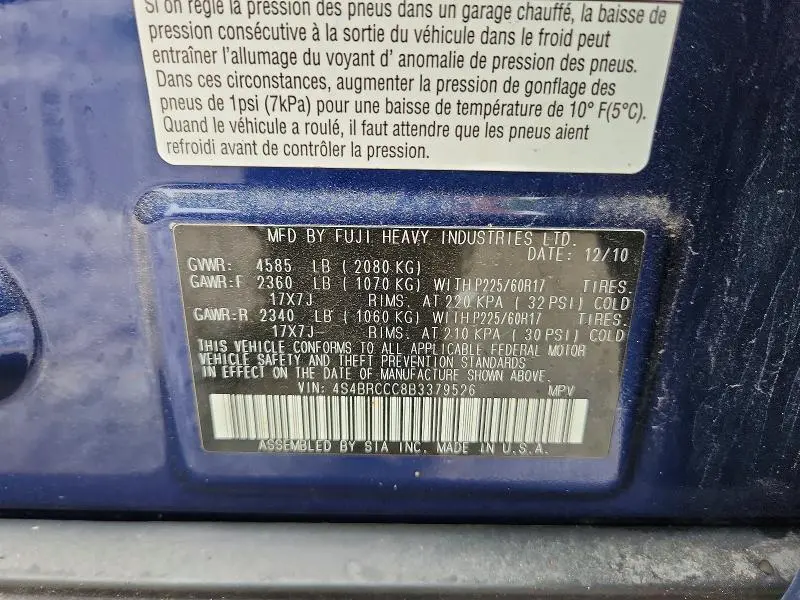 Si on règle la pression des pneus dans un garage chauffé, la baisse de
pression consécutive à la sortie du véhicule dans le froid peut
entraîner l'allumage du voyant d' anomalie de pression des pneus.
Dans ces circonstances, augmenter la pression de gonflage des
pneus de 1psi (7kPa) pour une baisse de température de 10° F(5°C).
Quand le véhicule a roulé, il faut attendre que les pneus aient
refroidi avant de contrôler la pression.
MFD BY FUJI HEAVY INDUSTRIES LTD.
DATE: 12/10
GVWR: 4585 LB ( 2080 KG)
GAWR:F 2360 LB ( 1070 KG) WITH P225/60R17 TIRES.
17X7J RIMS. AT 220 KPA ( 32 PSI) COLD
GAWR:R 2340 LB ( 1060 KG) WITH P225/60R17 TIRES.
17X7J RIMS. AT 210 KPA ( 30 PSI) COLD
THIS VEHICLE CONFORMS TO ALL APPLICABLE FEDERAL MOTOR
VEHICLE SAFETY AND THEFT PREVENTION STANDARDS
IN EFFECT ON THE DATE OF MANUFACTURE SHOWN ABOVE.
VIN: 4S4BRCCC8B3379526 MPV
ASSEMBLED BY SIA INC. MADE IN U.S.A.